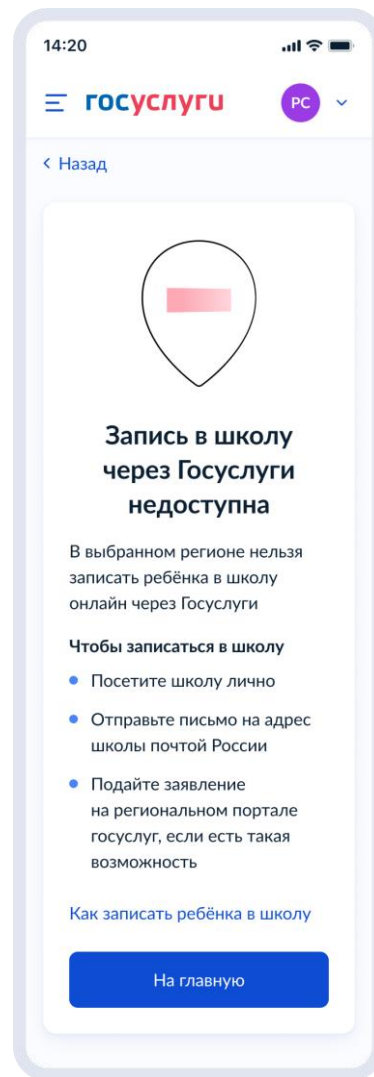 14:20
госуслуги
РС
Назад
Запись в школу
через Госуслуги
недоступна
В выбранном регионе нельзя
записать ребёнка в школу
онлайн через Госуслуги
Чтобы записаться в школу
Посетите школу лично
Отправьте письмо на адрес
школы почтой России
Подайте заявление
на региональном портале
госуслуг, если есть такая
возможность
Как записать ребёнка в школу
На главную